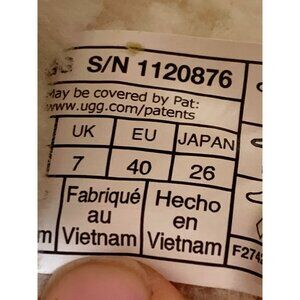 S/N 1120876
May be covered by Pat:
www.ugg.com/patents
UK EU JAPAN
7 40 26
Fabriqué Hecho
au en
Vietnam Vietnam